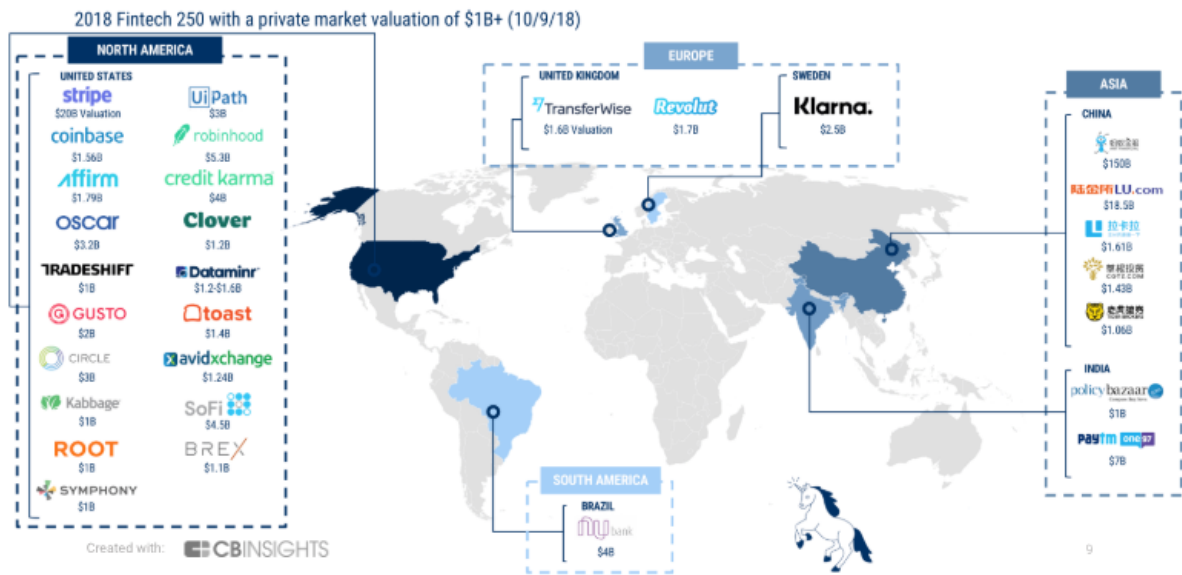 2018 Fintech 250 with a private market valuation of $1B+ (10/9/18)
NORTH AMERICA
UNITED STATES
stripe
$20B Valuation
UiPath
$3B
coinbase
$1.56B
robinhood
$5.3B
affirm
$1.79B
credit karma
$4B
oscar
$3.2B
Clover
$1.2B
TRADESHIFT
$1B
Dataminr
$1.2-$1.6B
GUSTO
$2B
toast
$1.4B
CIRCLE
$3B
avidxchange
$1.24B
Kabbage
$1B
SoFi
$4.5B
ROOT
$1B
BREX
$1.1B
SYMPHONY
$1B
EUROPE
UNITED KINGDOM
TransferWise
$1.6B Valuation
Revolut
$1.7B
SWEDEN
Klarna.
$2.5B
ASIA
CHINA
$150B
陆金所LU.com
$18.5B
拉卡拉
$1.61B
$1.43B
$1.06B
INDIA
policybazaar
$1B
paytm one97
$7B
SOUTH AMERICA
BRAZIL
nubank
$4B
Created with: CBINSIGHTS
9